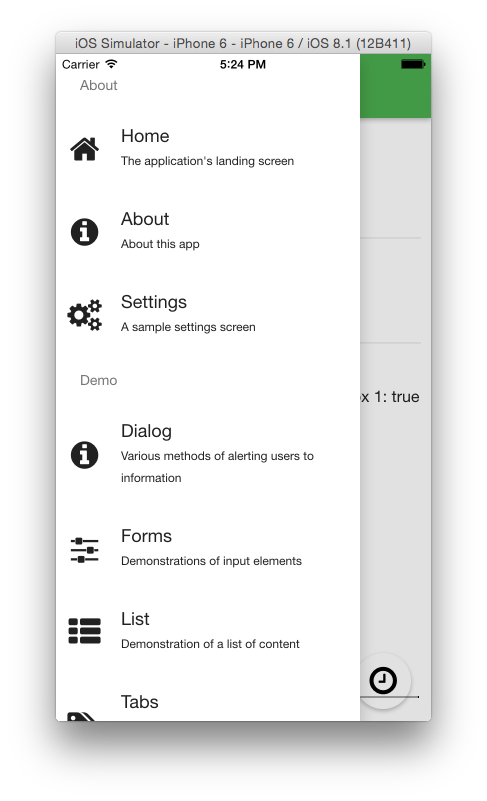 iOS Simulator - iPhone 6 - iPhone 6 / iOS 8.1 (12B411)
Carrier 5:24 PM
About
Home
The application's landing screen
About
About this app
Settings
A sample settings screen
Demo
x 1: true
Dialog
Various methods of alerting users to
information
Forms
Demonstrations of input elements
List
Demonstration of a list of content
Tabs